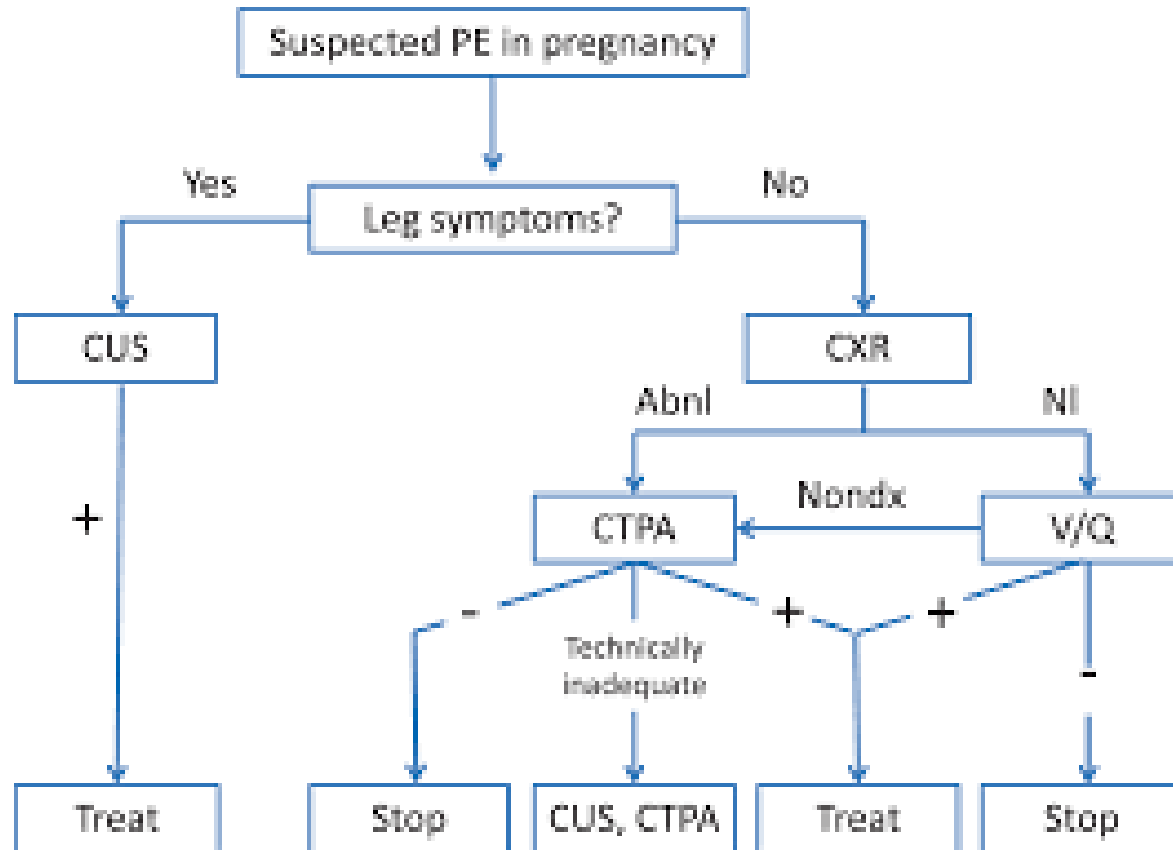 Suspected PE in pregnancy
Yes
No
Leg symptoms?
CUS
CXR
Abnl
Nl
+
Nondx
CTPA
V/Q
-
+
+
Technically
inadequate
-
Treat
Stop
CUS, CTPA
Treat
Stop